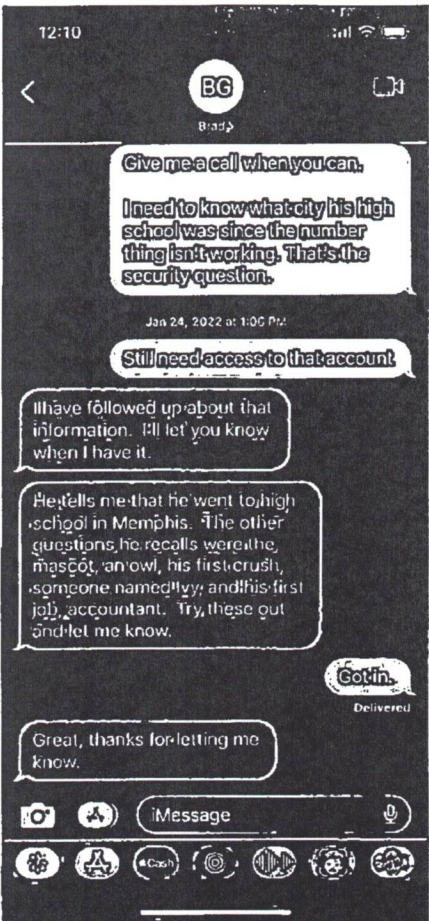 12:10
BG
Brad >
Give me a call when you can.
I need to know what city his high
school was since the number
thing isn't working. That's the
security question.
Jan 24, 2022 at 1:06 PM
Still need access to that account
I have followed up about that
information. I'll let you know
when I have it.
He tells me that he went to high
school in Memphis. The other
questions he recalls were the
mascot, an owl, his first crush,
someone named Ivy, and his first
job, accountant. Try these out
and let me know.
Got in.
Delivered
Great, thanks for letting me
know.
iMessage
Cash